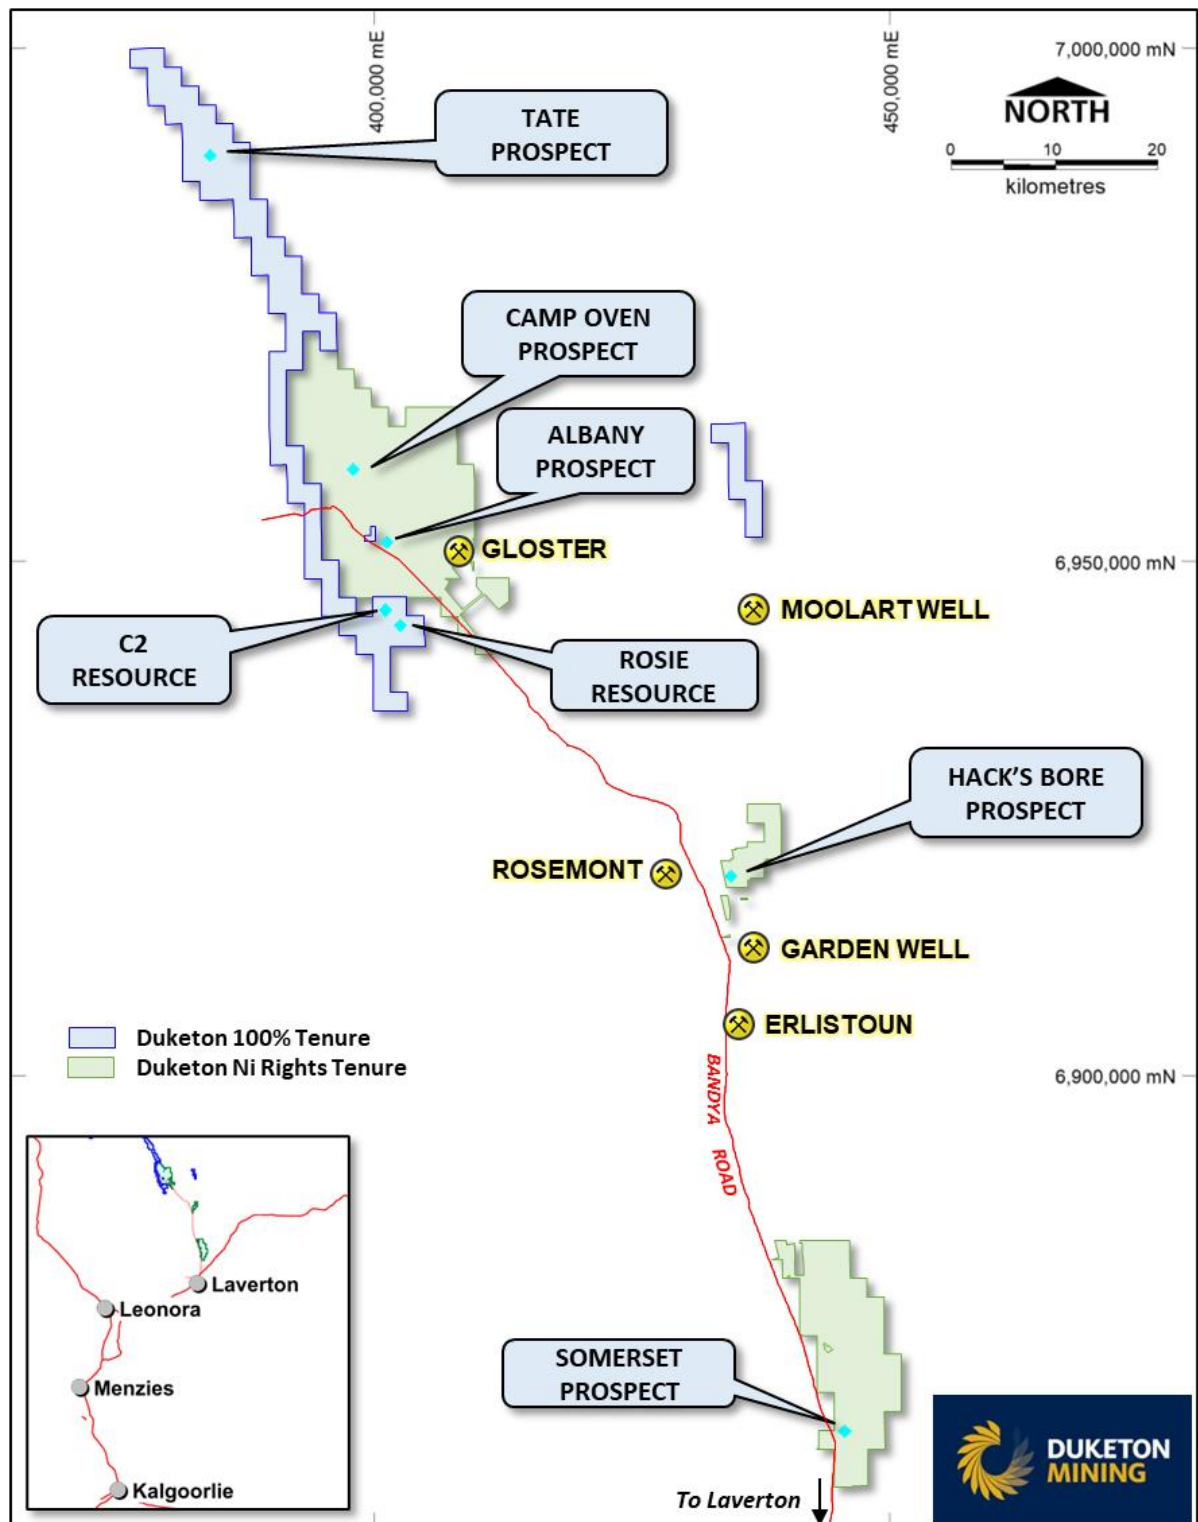 400,000 mE
450,000 mE
7,000,000 mN
NORTH
0 10 20
kilometres
TATE
PROSPECT
CAMP OVEN
PROSPECT
ALBANY
PROSPECT
GLOSTER
6,950,000 mN
MOOLART WELL
C2
RESOURCE
ROSIE
RESOURCE
HACK'S BORE
PROSPECT
ROSEMONT
GARDEN WELL
ERLISTOUN
Duketon 100% Tenure
Duketon Ni Rights Tenure
6,900,000 mN
BANDYA ROAD
Laverton
Leonora
Menzies
Kalgoorlie
SOMERSET
PROSPECT
To Laverton
DUKETON
MINING